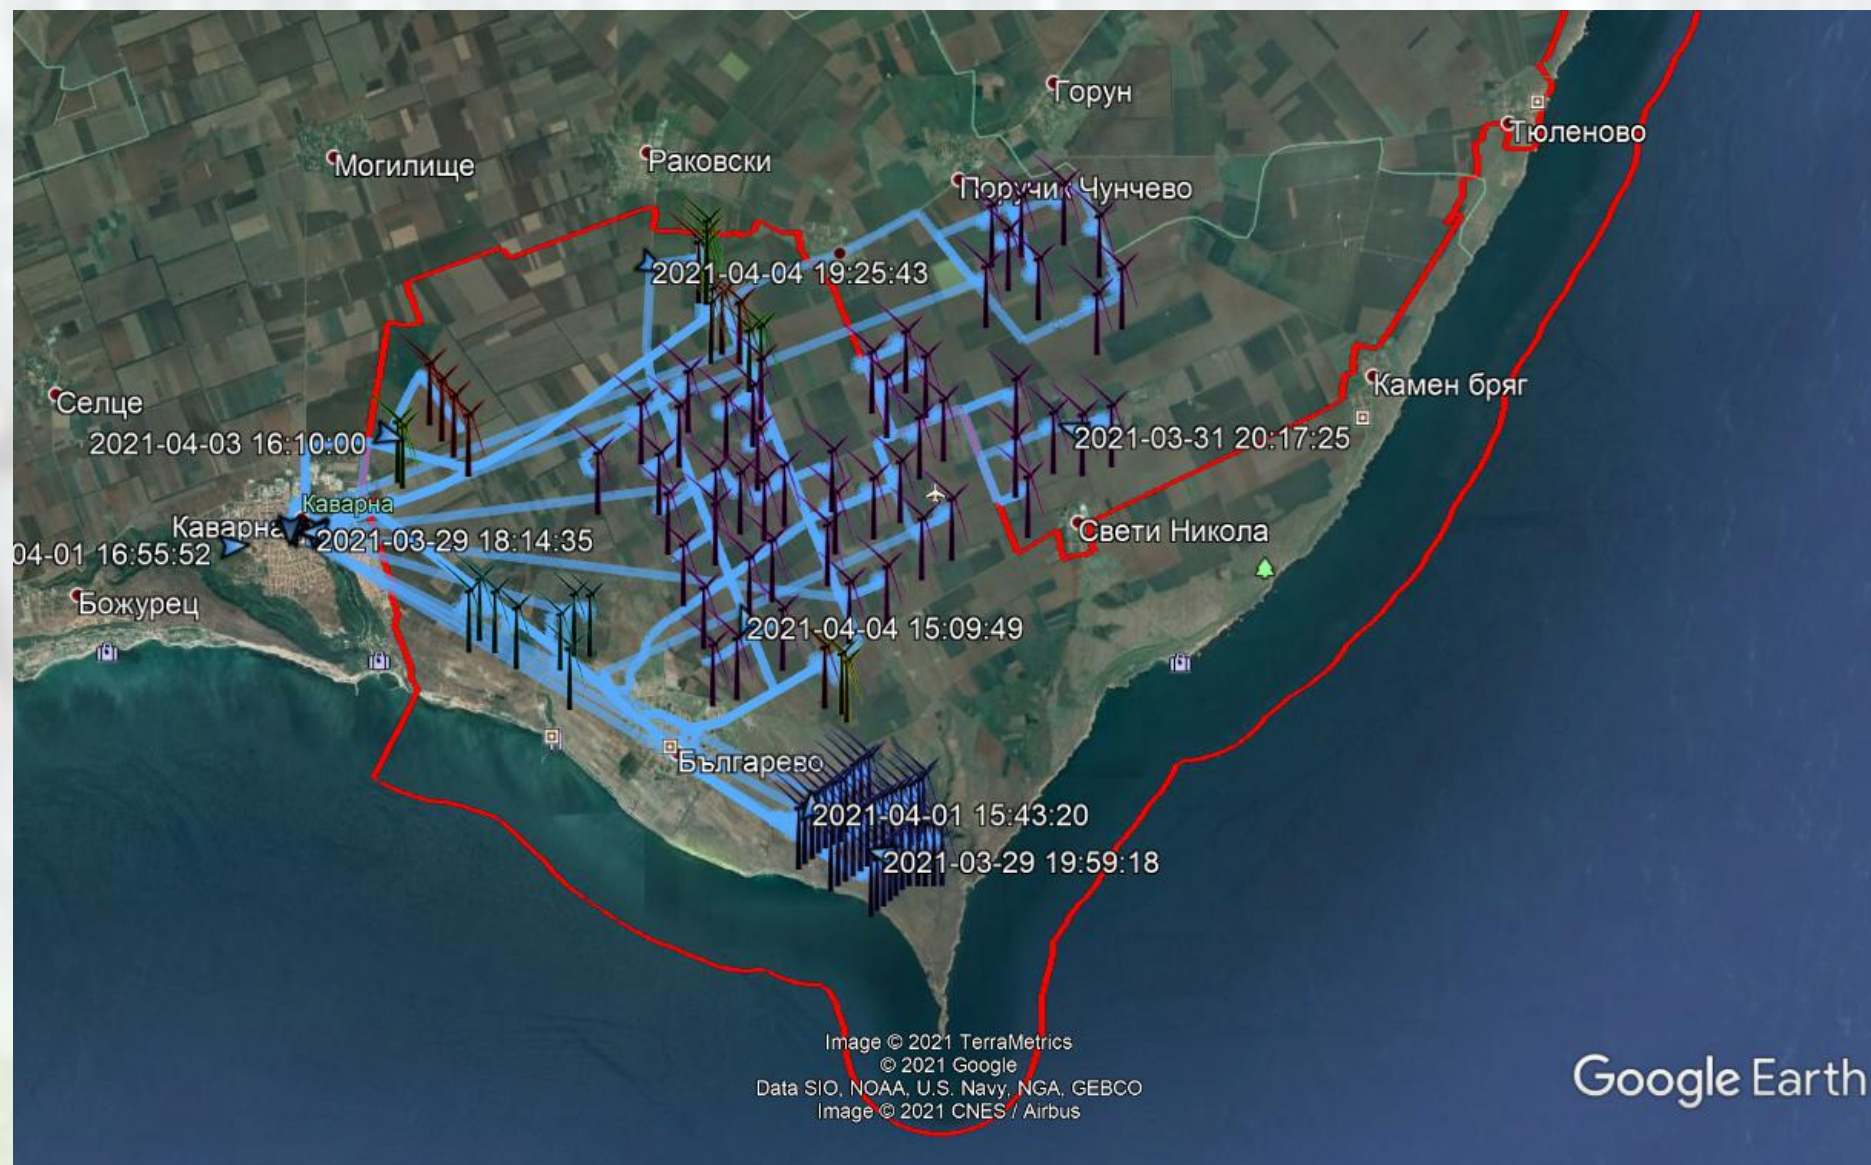 Горун
Тюленово
Могилище
Раковски
Поручик Чунчево
2021-04-04 19:25:43
Камен бряг
Селце
2021-04-03 16:10:00
2021-03-31 20:17:25
Каварна
Каварна
Свети Никола
2021-03-29 18:14:35
04-01 16:55:52
Божурец
2021-04-04 15:09:49
Българево
2021-04-01 15:43:20
2021-03-29 19:59:18
Image © 2021 TerraMetrics
© 2021 Google
Data SIO, NOAA, U.S. Navy, NGA, GEBCO
Image © 2021 CNES / Airbus
Google Earth